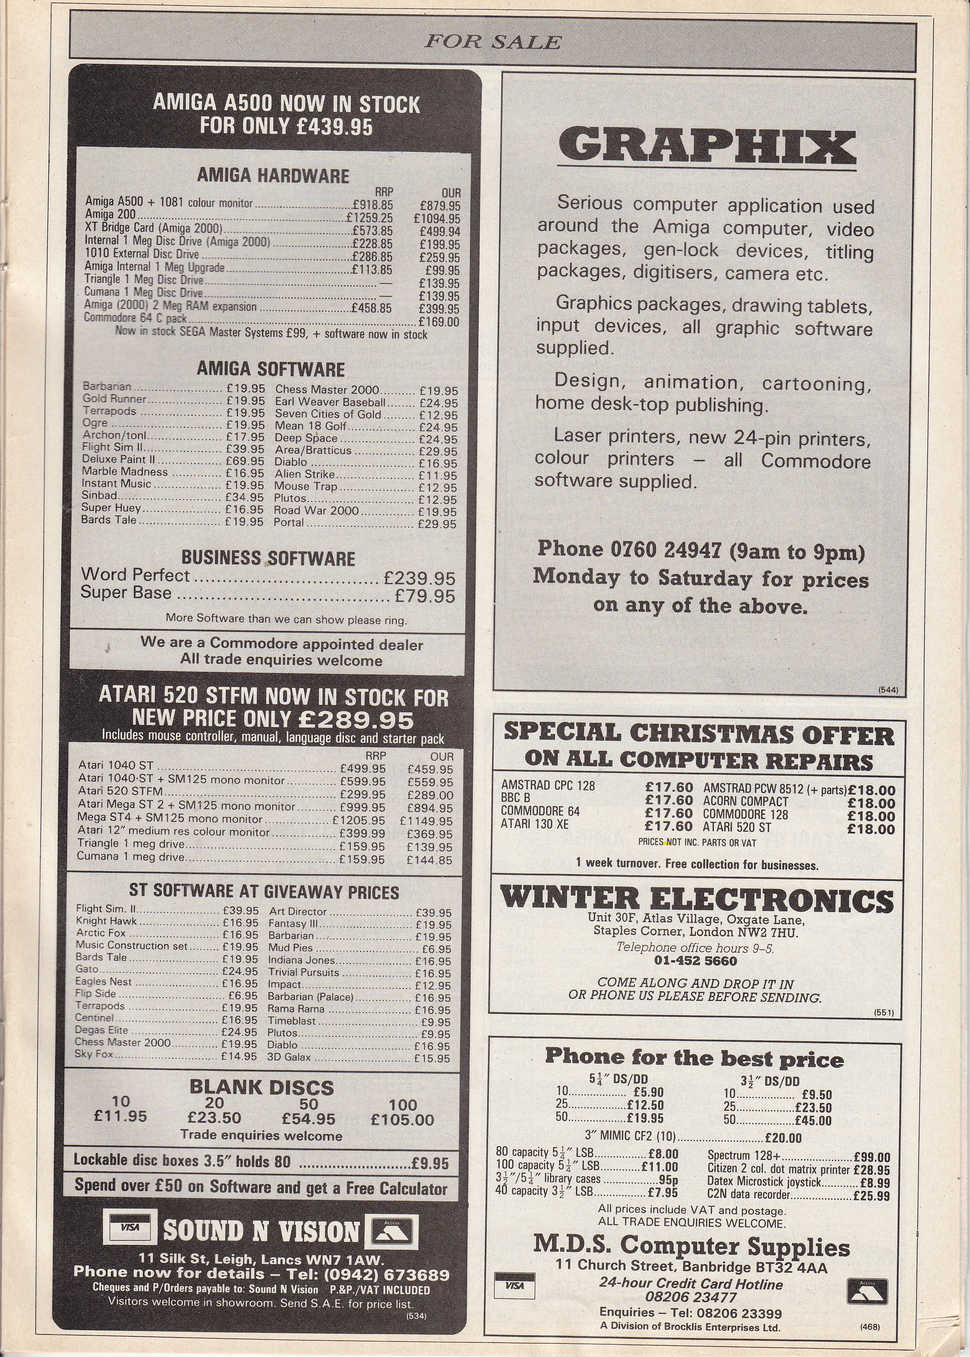 FOR SALE
AMIGA A500 NOW IN STOCK
FOR ONLY £439.95
AMIGA HARDWARE
RRP OUR
Amiga A500 + 1081 colour monitor ... £918.85 £879.95
Amiga 200 ... £1259.25 £1094.95
XT Bridge Card (Amiga 2000) ... £573.85 £499.94
Internal 1 Meg Disc Drive (Amiga 2000) ... £228.85 £199.95
1010 External Disc Drive ... £286.85 £259.95
Amiga Internal 1 Meg Upgrade ... £113.85 £99.95
Triangle 1 Meg Disc Drive ... — £139.95
Cumana 1 Meg Disc Drive ... — £139.95
Amiga (2000) 2 Meg RAM expansion ... £458.85 £399.95
Commodore 64 C pack ... £169.00
Now in stock SEGA Master Systems £99, + software now in stock
AMIGA SOFTWARE
Barbarian ... £19.95 Chess Master 2000 ... £19.95
Gold Runner ... £19.95 Earl Weaver Baseball ... £24.95
Terrapods ... £19.95 Seven Cities of Gold ... £12.95
Ogre ... £19.95 Mean 18 Golf ... £24.95
Archon/tonl ... £17.95 Deep Space ... £24.95
Flight Sim II ... £39.95 Area/Bratticus ... £29.95
Deluxe Paint II ... £69.95 Diablo ... £16.95
Marble Madness ... £16.95 Alien Strike ... £11.95
Instant Music ... £19.95 Mouse Trap ... £12.95
Sinbad ... £34.95 Plutos ... £12.95
Super Huey ... £16.95 Road War 2000 ... £19.95
Bards Tale ... £19.95 Portal ... £29.95
BUSINESS SOFTWARE
Word Perfect ... £239.95
Super Base ... £79.95
More Software than we can show please ring.
We are a Commodore appointed dealer
All trade enquiries welcome
ATARI 520 STFM NOW IN STOCK FOR
NEW PRICE ONLY £289.95
Includes mouse controller, manual, language disc and starter pack
RRP OUR
Atari 1040 ST ... £499.95 £459.95
Atari 1040-ST + SM125 mono monitor ... £599.95 £559.95
Atari 520 STFM ... £299.95 £289.00
Atari Mega ST 2 + SM125 mono monitor ... £999.95 £894.95
Mega ST4 + SM125 mono monitor ... £1205.95 £1149.95
Atari 12" medium res colour monitor ... £399.99 £369.95
Triangle 1 meg drive ... £159.95 £139.95
Cumana 1 meg drive ... £159.95 £144.85
ST SOFTWARE AT GIVEAWAY PRICES
Flight Sim. II ... £39.95 Art Director ... £39.95
Knight Hawk ... £16.95 Fantasy III ... £19.95
Arctic Fox ... £16.95 Barbarian ... £19.95
Music Construction set ... £19.95 Mud Pies ... £6.95
Bards Tale ... £19.95 Indiana Jones ... £16.95
Gato ... £24.95 Trivial Pursuits ... £16.95
Eagles Nest ... £16.95 Impact ... £12.95
Flip Side ... £6.95 Barbarian (Palace) ... £16.95
Terrapods ... £19.95 Rama Rama ... £16.95
Centinel ... £16.95 Timeblast ... £9.95
Degas Elite ... £24.95 Plutos ... £9.95
Chess Master 2000 ... £19.95 Diablo ... £16.95
Sky Fox ... £14.95 3D Galax ... £15.95
BLANK DISCS
10 20 50 100
£11.95 £23.50 £54.95 £105.00
Trade enquiries welcome
Lockable disc boxes 3.5" holds 80 ... £9.95
Spend over £50 on Software and get a Free Calculator
VISA SOUND N VISION Access
11 Silk St, Leigh, Lancs WN7 1AW.
Phone now for details – Tel: (0942) 673689
Cheques and P/Orders payable to: Sound N Vision P.&P./VAT INCLUDED
Visitors welcome in showroom. Send S.A.E. for price list.
(534)
GRAPHIX
Serious computer application used
around the Amiga computer, video
packages, gen-lock devices, titling
packages, digitisers, camera etc.
Graphics packages, drawing tablets,
input devices, all graphic software
supplied.
Design, animation, cartooning,
home desk-top publishing.
Laser printers, new 24-pin printers,
colour printers – all Commodore
software supplied.
Phone 0760 24947 (9am to 9pm)
Monday to Saturday for prices
on any of the above.
(544)
SPECIAL CHRISTMAS OFFER
ON ALL COMPUTER REPAIRS
AMSTRAD CPC 128 £17.60 AMSTRAD PCW 8512 (+ parts) £18.00
BBC B £17.60 ACORN COMPACT £18.00
COMMODORE 64 £17.60 COMMODORE 128 £18.00
ATARI 130 XE £17.60 ATARI 520 ST £18.00
PRICES NOT INC. PARTS OR VAT
1 week turnover. Free collection for businesses.
WINTER ELECTRONICS
Unit 30F, Atlas Village, Oxgate Lane,
Staples Corner, London NW2 7HU.
Telephone office hours 9–5.
01-452 5660
COME ALONG AND DROP IT IN
OR PHONE US PLEASE BEFORE SENDING.
(551)
Phone for the best price
5¼" DS/DD 3½" DS/DD
10 ... £5.90 10 ... £9.50
25 ... £12.50 25 ... £23.50
50 ... £19.95 50 ... £45.00
3" MIMIC CF2 (10) ... £20.00
80 capacity 5¼" LSB ... £8.00 Spectrum 128+ ... £99.00
100 capacity 5¼" LSB ... £11.00 Citizen 2 col. dot matrix printer £28.95
3½"/5¼" library cases ... 95p Datex Microstick joystick ... £8.99
40 capacity 3½" LSB ... £7.95 C2N data recorder ... £25.99
All prices include VAT and postage.
ALL TRADE ENQUIRIES WELCOME.
M.D.S. Computer Supplies
11 Church Street, Banbridge BT32 4AA
24-hour Credit Card Hotline
VISA 08206 23477 Access
Enquiries – Tel: 08206 23399
A Division of Brocklis Enterprises Ltd.
(468)